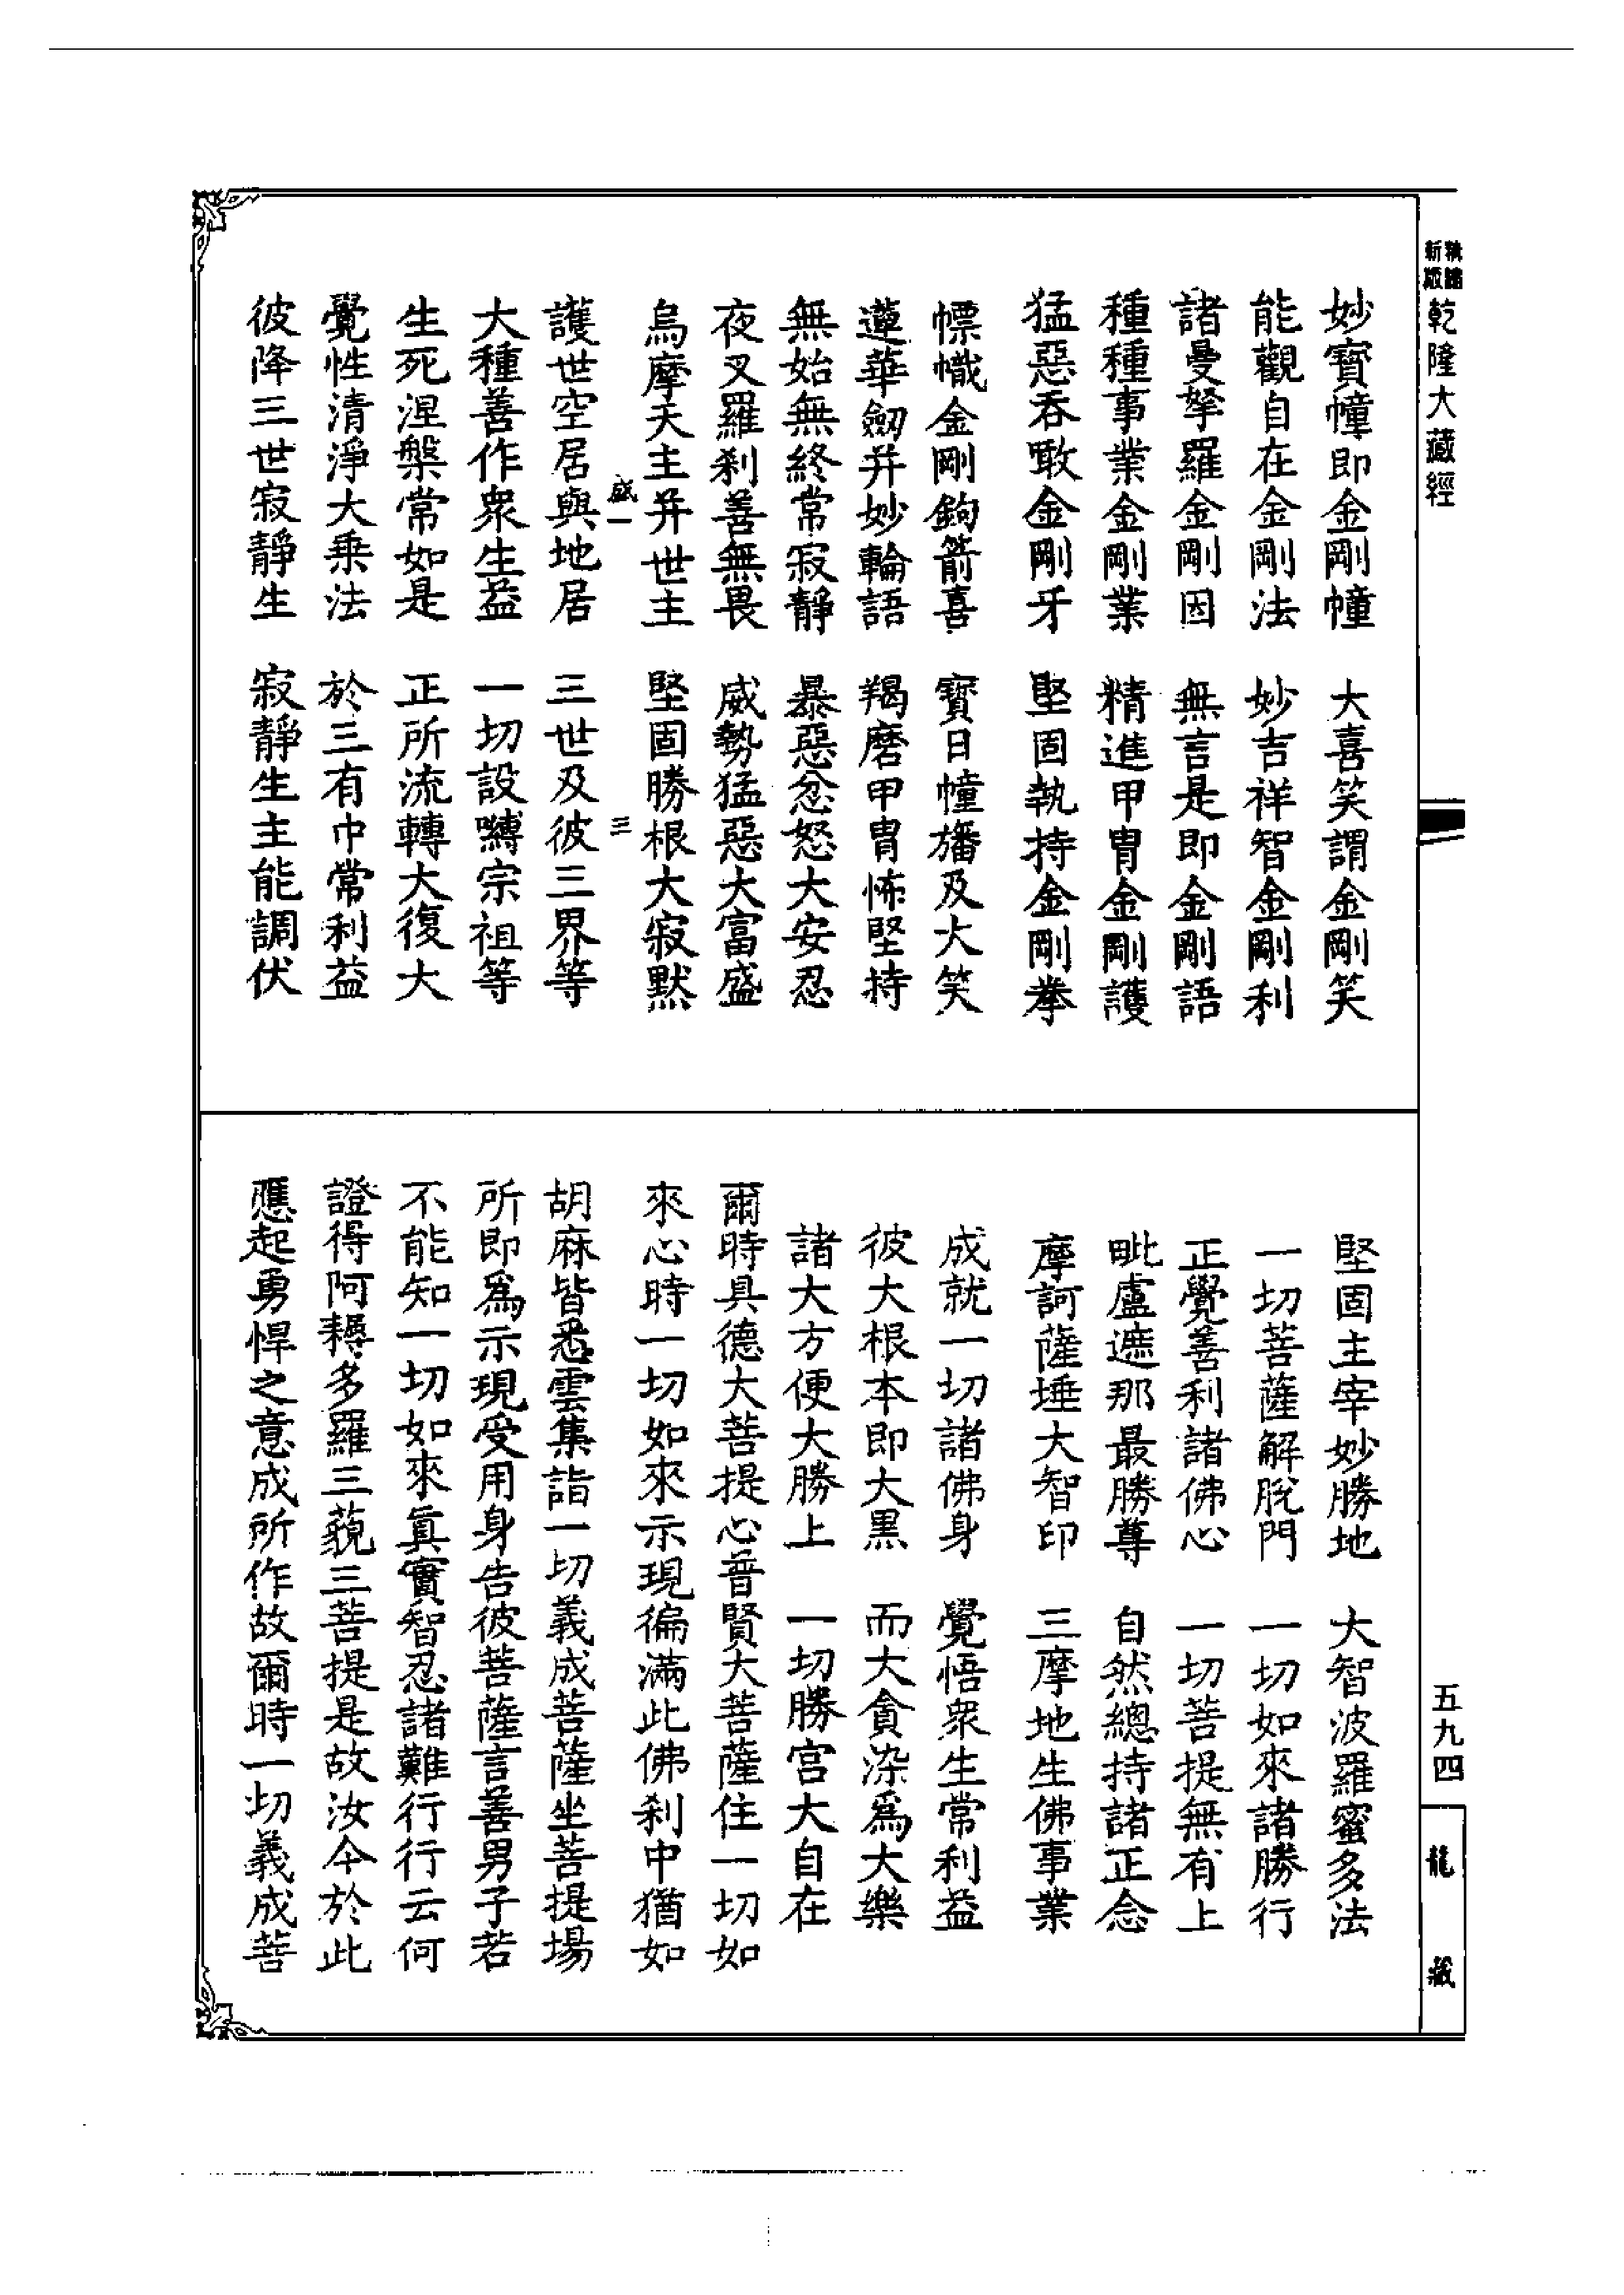 精縮新版乾隆大藏經
妙寶幢即金剛幢　大喜笑謂金剛笑
能觀自在金剛法　妙吉祥智金剛利
諸曼拏羅金剛因　無言是即金剛語
種種事業金剛業　精進甲冑金剛護
猛惡吞噉金剛牙　堅固執持金剛拳
幖幟金剛鉤箭喜　寶日幢旛及大笑
蓮華劒并妙輪語　羯磨甲冑怖堅持
無始無終常寂靜　暴惡忿怒大安忍
夜叉羅刹善無畏　威勢猛惡大富盛
烏摩天主并世主　堅固勝根大寂默
盛一　三
護世空居與地居　三世及彼三界等
大種善作衆生益　一切設嚩宗祖等
生死涅槃常如是　正所流轉大復大
覺性清淨大乗法　於三有中常利益
彼降三世寂靜生　寂靜生主能調伏
堅固主宰妙勝地　大智波羅蜜多法
一切菩薩解脫門　一切如來諸勝行
正覺善利諸佛心　一切菩提無有上
毗盧遮那最勝尊　自然總持諸正念
摩訶薩埵大智印　三摩地生佛事業
成就一切諸佛身　覺悟衆生常利益
彼大根本即大黑　而大貪染爲大樂
諸大方便大勝上　一切勝宫大自在
爾時具德大菩提心普賢大菩薩住一切如
來心時一切如來示現徧滿此佛刹中猶如
胡麻皆悉雲集詣一切義成菩薩坐菩提場
所即爲示現受用身告彼菩薩言善男子若
不能知一切如來眞實智忍諸難行行云何
證得阿耨多羅三藐三菩提是故汝今於此
應起勇悍之意成所作故爾時一切義成菩
五九四
龍藏